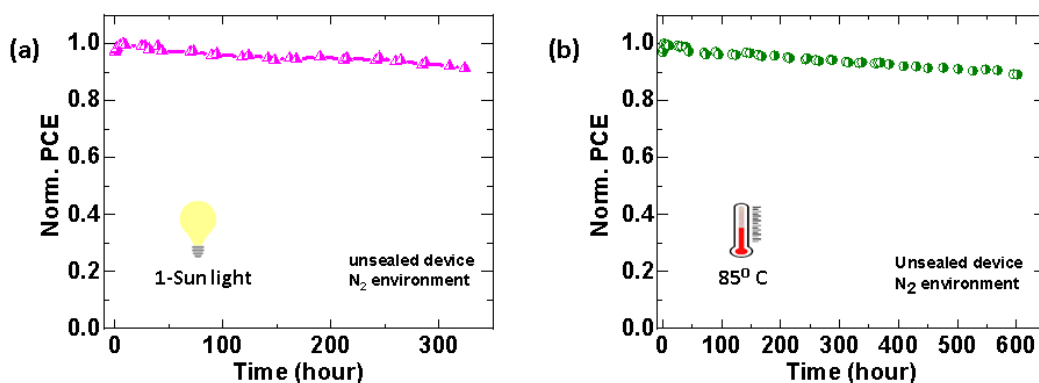 (a)
Norm. PCE
1.0
0.8
0.6
0.4
0.2
0.0
1-Sun light
unsealed device
N₂ environment
0 100 200 300
Time (hour)
(b)
Norm. PCE
1.0
0.8
0.6
0.4
0.2
0.0
85⁰ C
Unsealed device
N₂ environment
0 100 200 300 400 500 600
Time (hour)